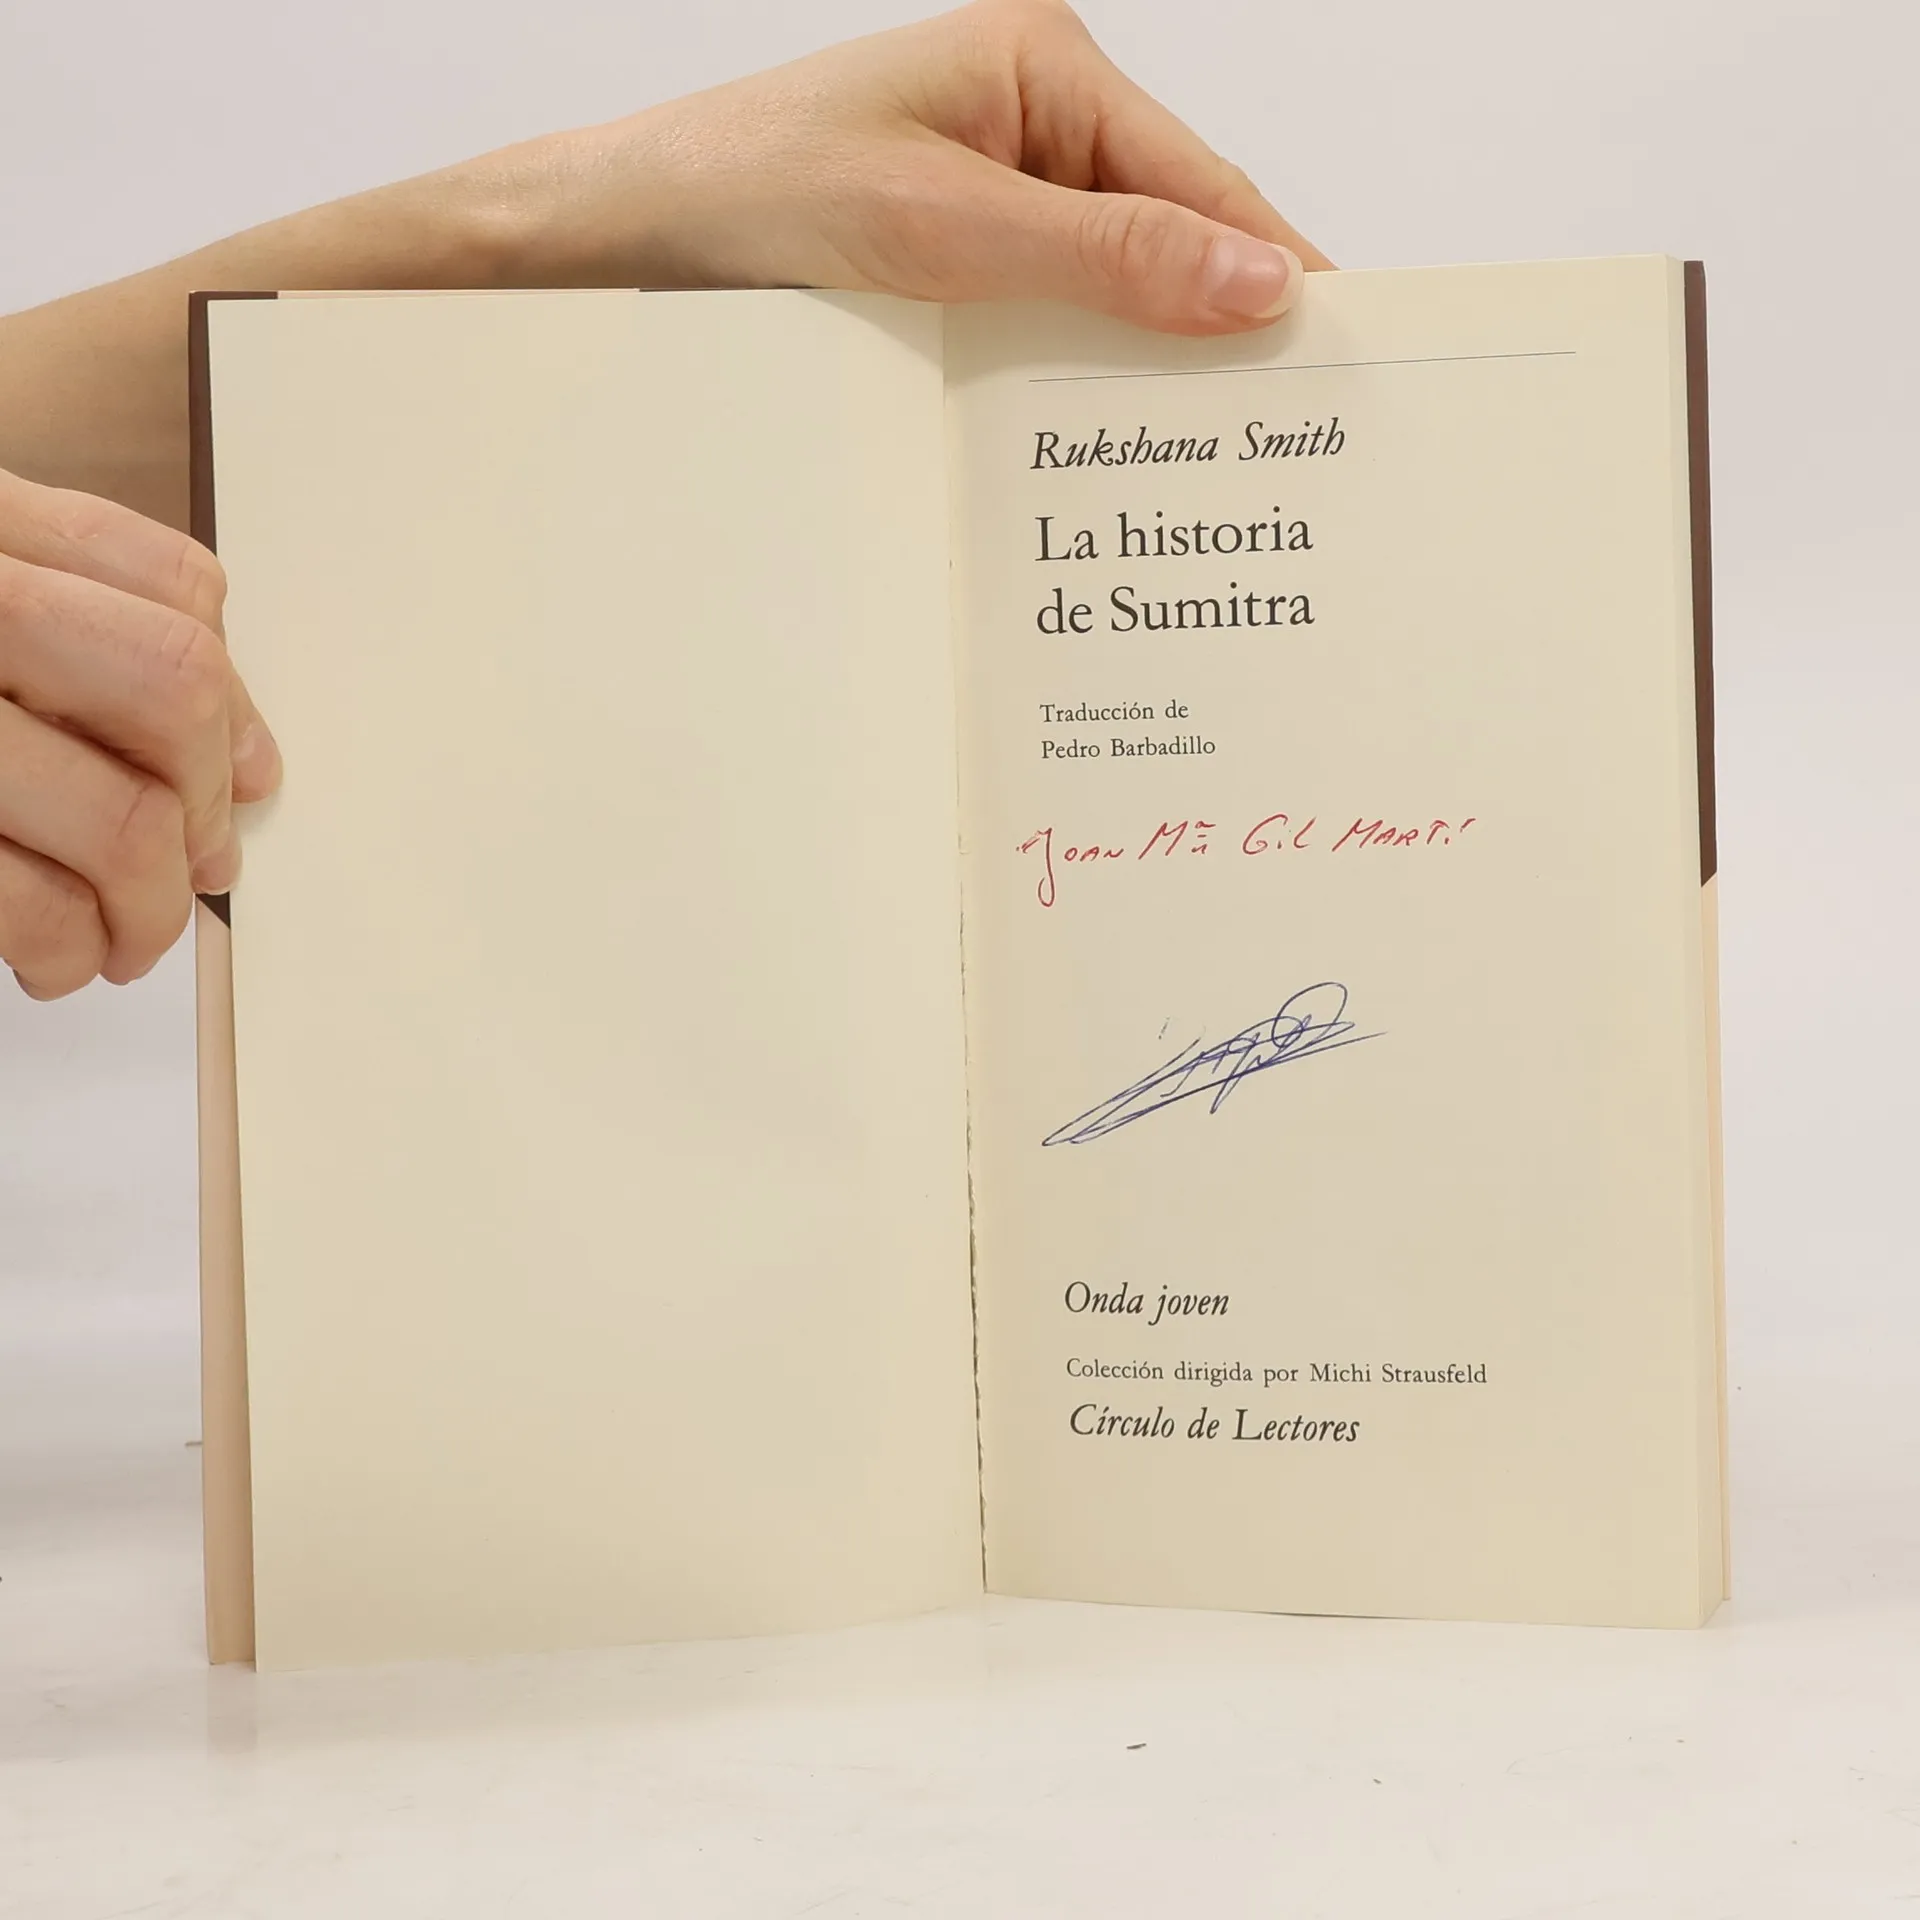 Rukshana Smith
La historia
de Sumitra
Traducción de
Pedro Barbadillo
JOAN Mª GIL MARTÍ
Onda joven
Colección dirigida por Michi Strausfeld
Círculo de Lectores